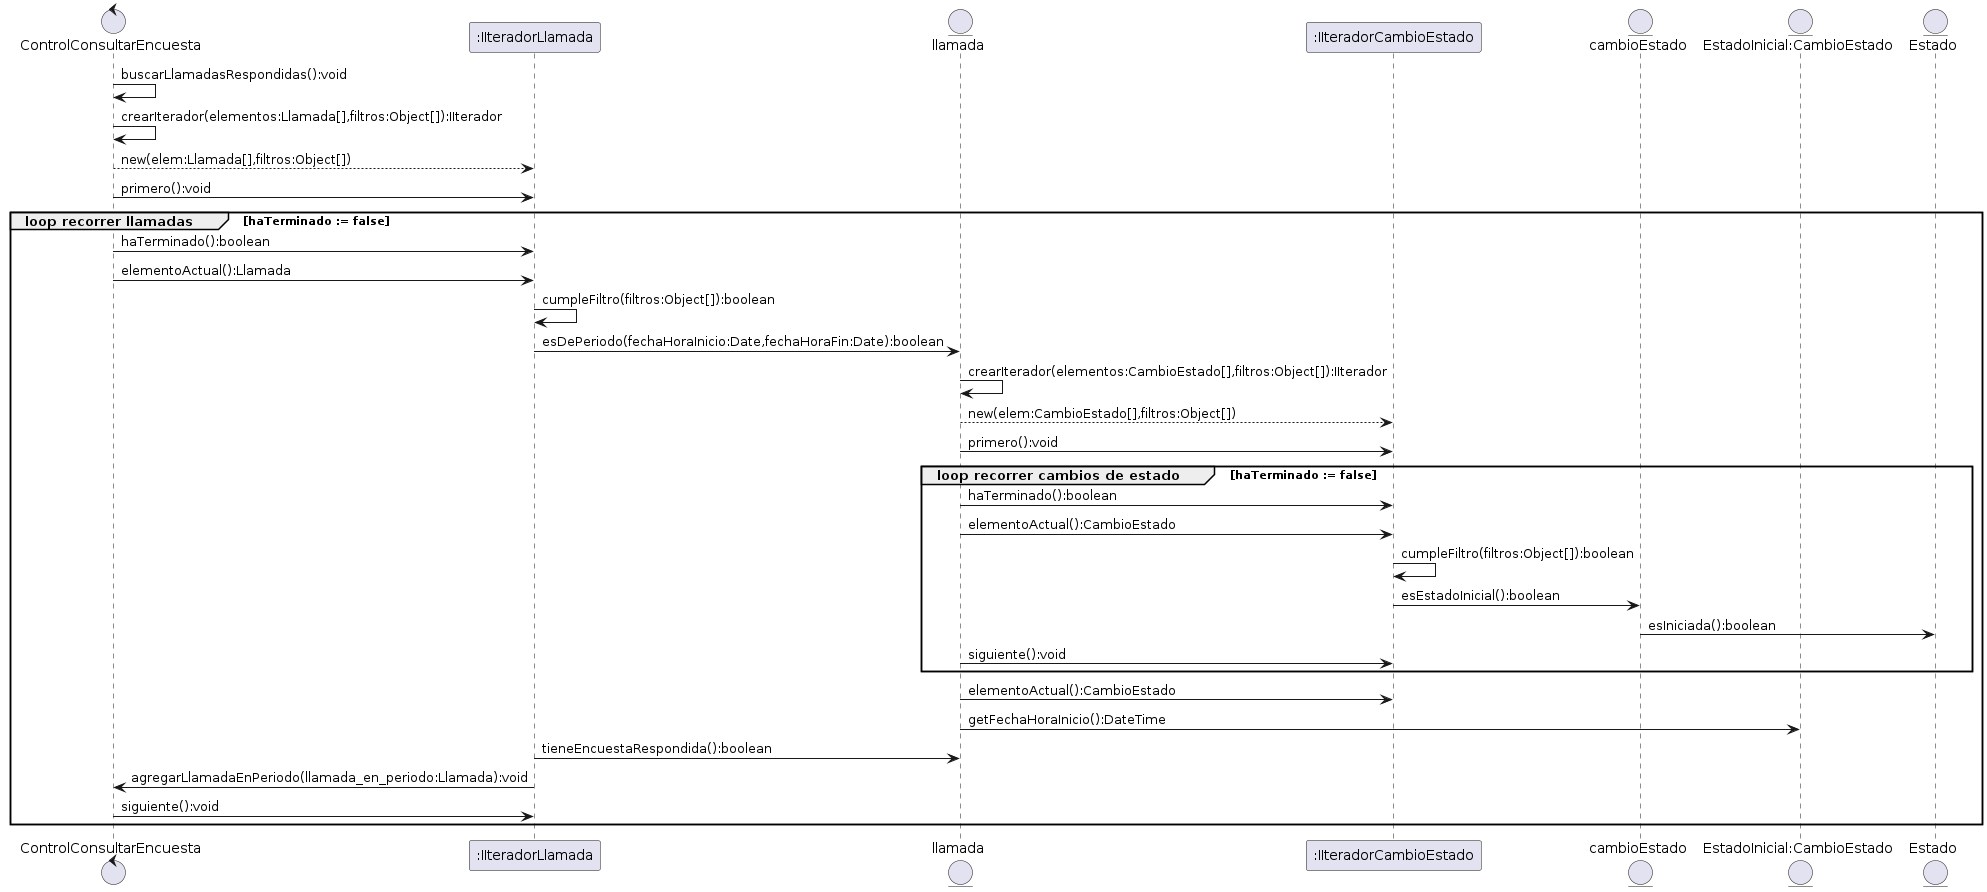 ControlConsultarEncuesta
:IIteradorLlamada
llamada
:IIteradorCambioEstado
cambioEstado
EstadoInicial:CambioEstado
Estado
buscarLlamadasRespondidas():void
crearIterador(elementos:Llamada[],filtros:Object[]):IIterador
new(elem:Llamada[],filtros:Object[])
primero():void
loop recorrer llamadas [haTerminado := false]
haTerminado():boolean
elementoActual():Llamada
cumpleFiltro(filtros:Object[]):boolean
esDePeriodo(fechaHoraInicio:Date,fechaHoraFin:Date):boolean
crearIterador(elementos:CambioEstado[],filtros:Object[]):IIterador
new(elem:CambioEstado[],filtros:Object[])
primero():void
loop recorrer cambios de estado [haTerminado := false]
haTerminado():boolean
elementoActual():CambioEstado
cumpleFiltro(filtros:Object[]):boolean
esEstadoInicial():boolean
esIniciada():boolean
siguiente():void
elementoActual():CambioEstado
getFechaHoraInicio():DateTime
tieneEncuestaRespondida():boolean
agregarLlamadaEnPeriodo(llamada_en_periodo:Llamada):void
siguiente():void
ControlConsultarEncuesta
:IIteradorLlamada
llamada
:IIteradorCambioEstado
cambioEstado
EstadoInicial:CambioEstado
Estado